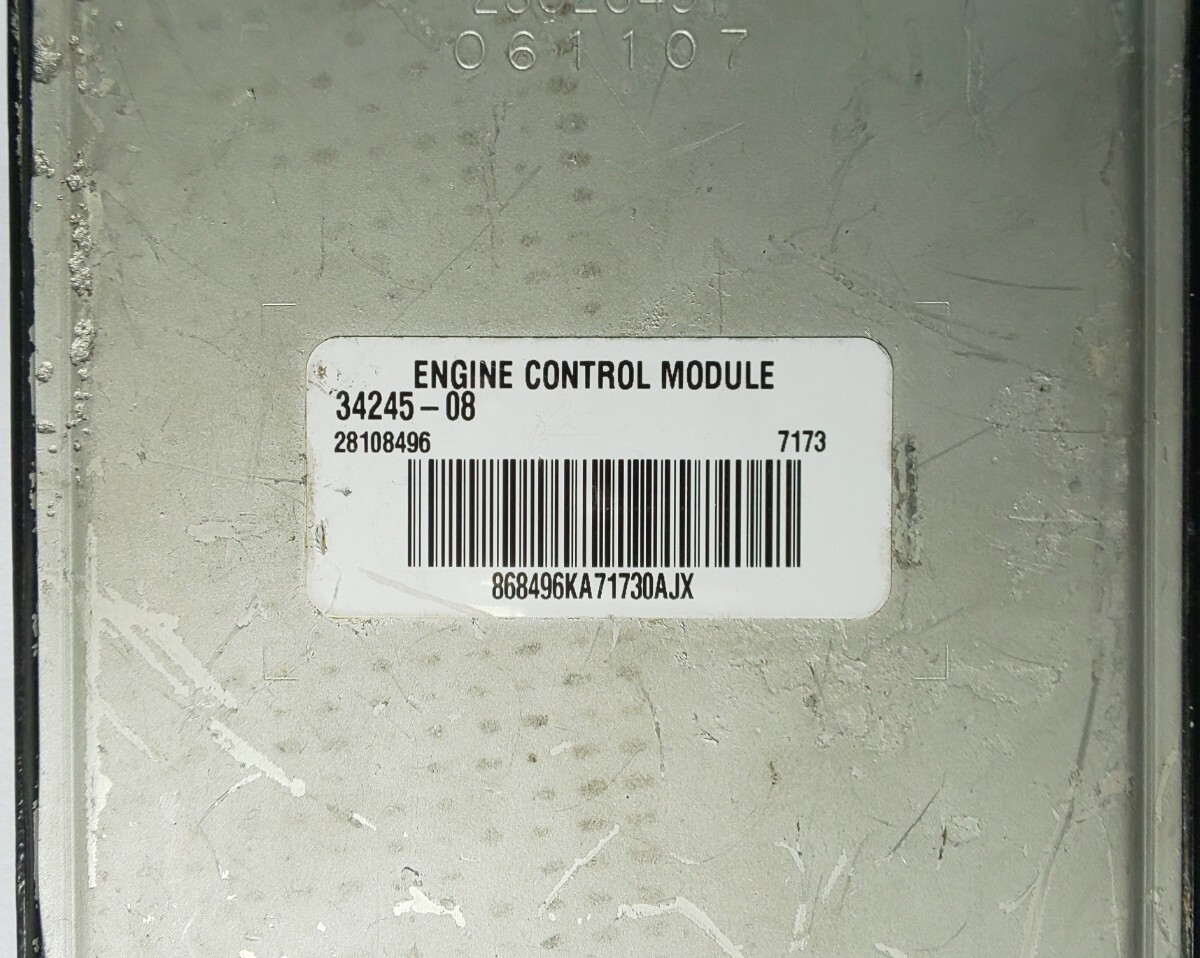 061107
ENGINE CONTROL MODULE
34245-08
28108496 7173
868496KA71730AJX